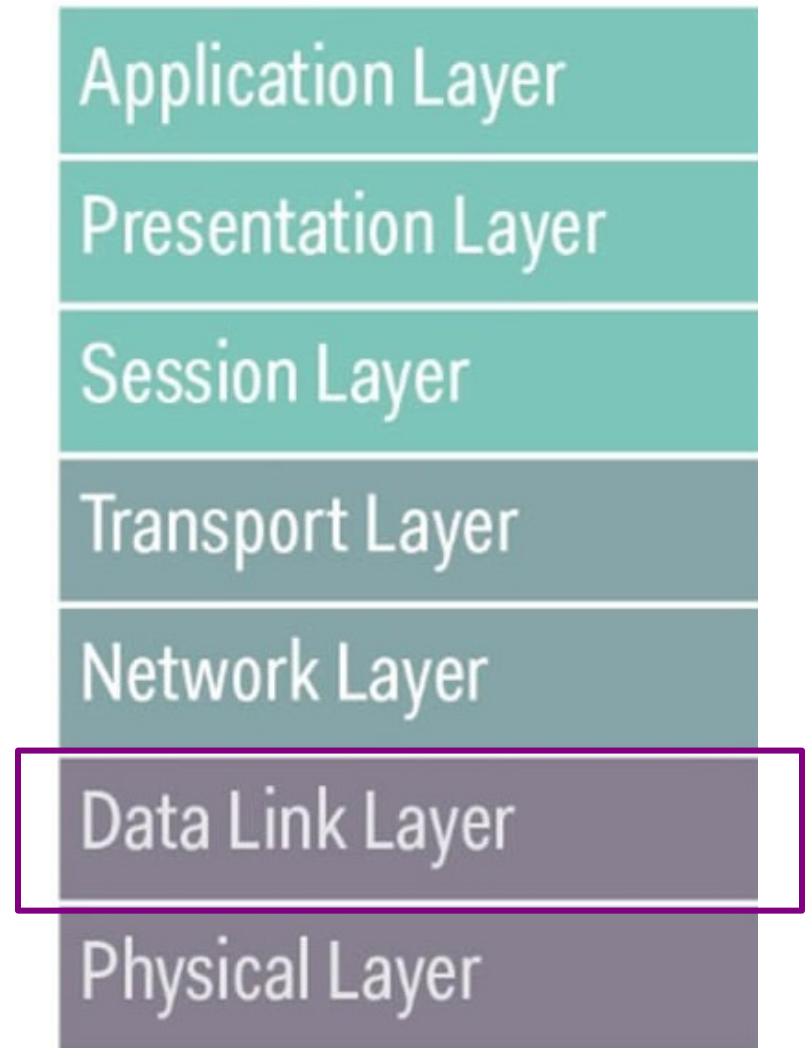 Application Layer
Presentation Layer
Session Layer
Transport Layer
Network Layer
Data Link Layer
Physical Layer